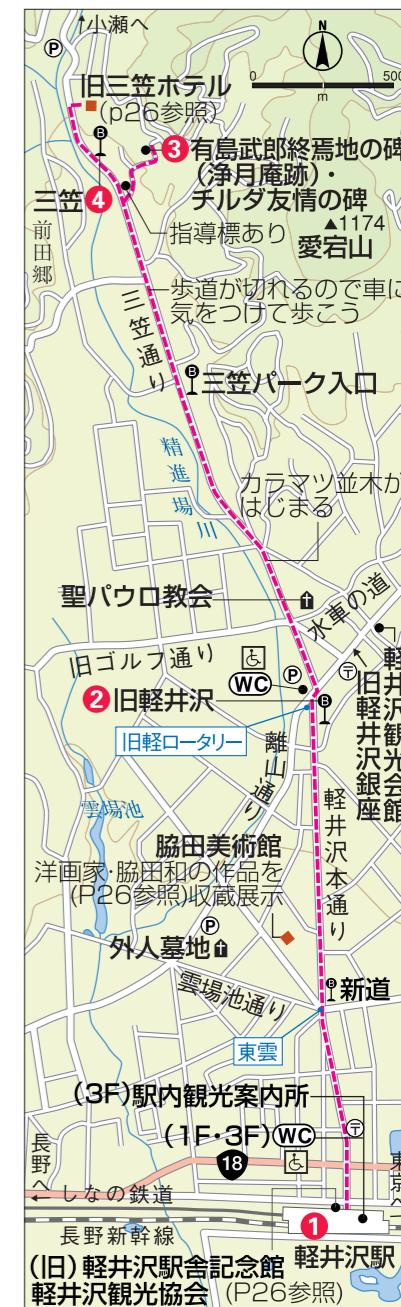 ↑小瀬へ
P
N
0 500
m
旧三笠ホテル
(p26参照)
B
❸有島武郎終焉地の碑
(浄月庵跡)・
チルダ友情の碑
三笠❹
指導標あり
▲1174
愛宕山
前田郷
歩道が切れるので車に
気をつけて歩こう
三笠通り
B三笠パーク入口
精進場川
カラマツ並木が
はじまる
聖パウロ教会
水車の道
旧ゴルフ通り
P
WC
❷旧軽井沢
B
旧軽ロータリー
軽井沢観光会館
旧軽井沢銀座
離山通り
雲場池
軽井沢本通り
脇田美術館
洋画家・脇田和の作品を
(P26参照)収蔵展示
P
外人墓地
雲場池通り
B新道
東雲
(3F)駅内観光案内所
(1F・3F)WC
18
長野へ
東京へ
しなの鉄道
長野新幹線
❶
軽井沢駅
(旧)軽井沢駅舎記念館
軽井沢観光協会 (P26参照)